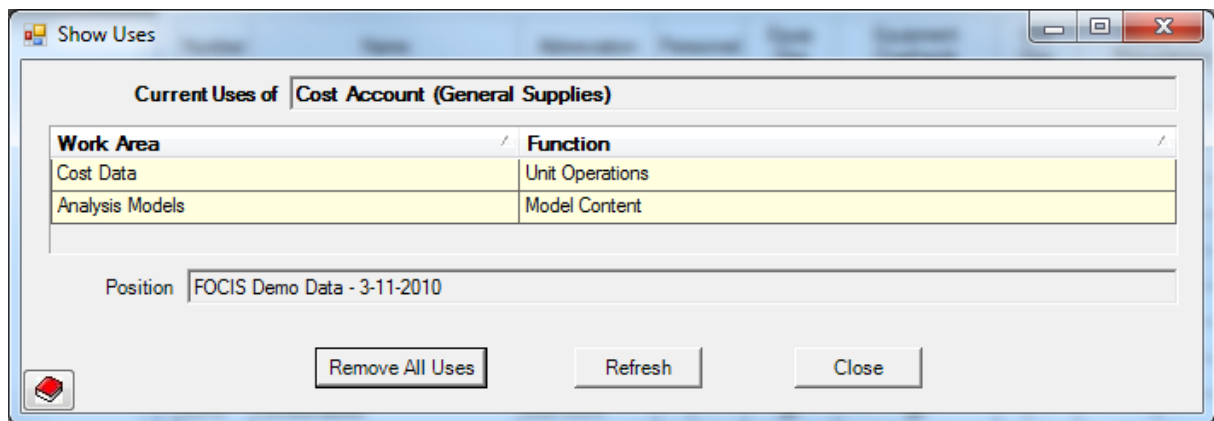 Show Uses
Current Uses of Cost Account (General Supplies)
Work Area Function
Cost Data Unit Operations
Analysis Models Model Content
Position FOCIS Demo Data - 3-11-2010
Remove All Uses Refresh Close